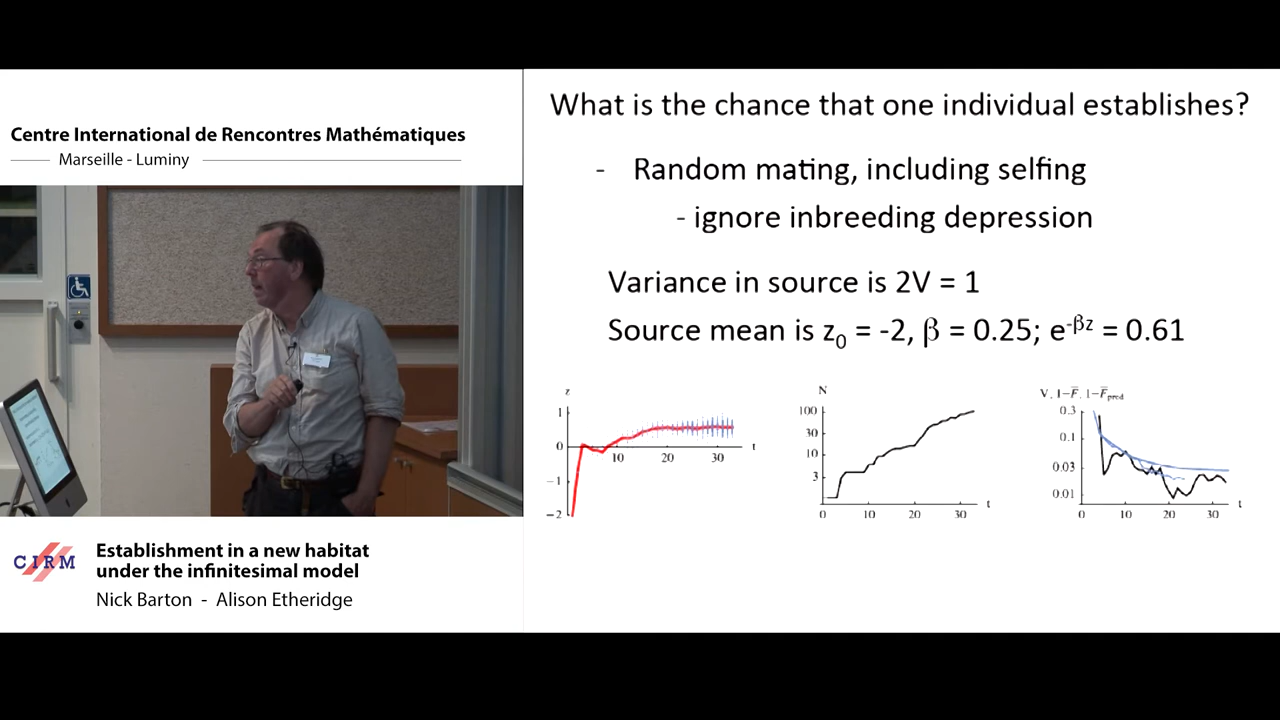 Centre International de Rencontres Mathématiques
Marseille - Luminy
What is the chance that one individual establishes?
- Random mating, including selfing
- ignore inbreeding depression
Variance in source is 2V = 1
Source mean is z₀ = -2, β = 0.25; e^-βz = 0.61
z
1
0
-1
-2
10
20
30
t
N
100
30
10
3
0
10
20
30
t
V, 1-F̅, 1-F̅pred
0.3
0.1
0.03
0.01
0
10
20
30
t
CIRM
Establishment in a new habitat
under the infinitesimal model
Nick Barton - Alison Etheridge